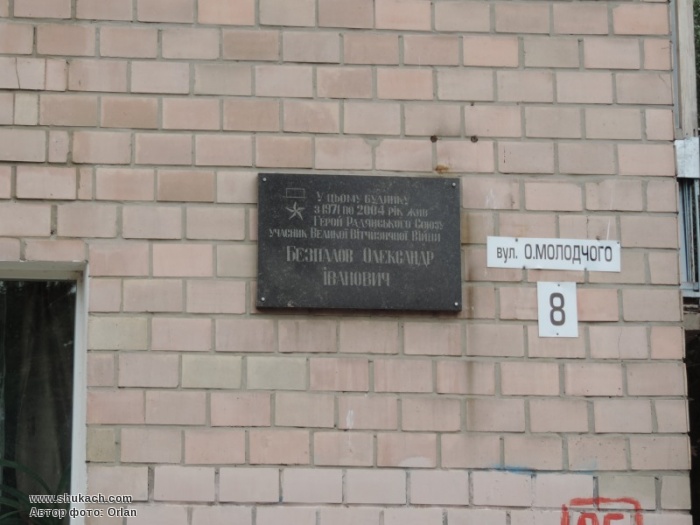 У цьому будинку
з 1971 по 2004 рік жив
Герой Радянського Союзу
учасник Великої Вітчизняної Війни
Безгалов Олександр
Іванович
вул. О.МОЛОДЧОГО
8
www.shukach.com
Автор фото: Orlan